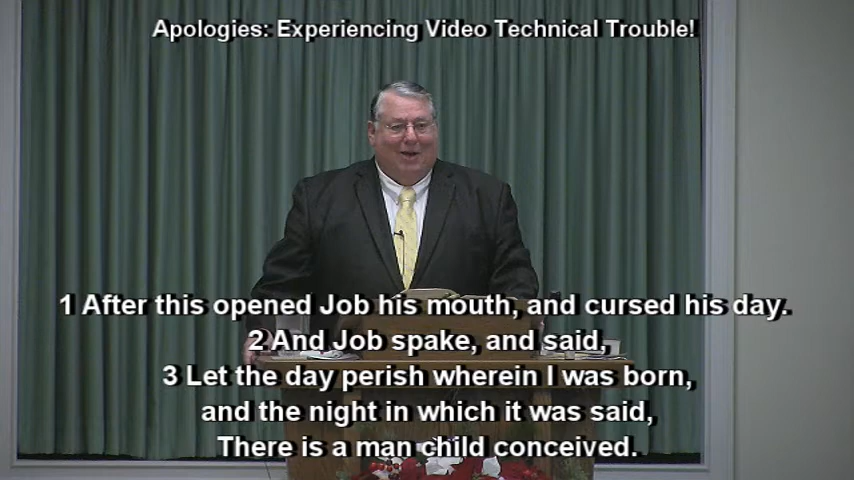 Apologies: Experiencing Video Technical Trouble!
1 After this opened Job his mouth, and cursed his day.
2 And Job spake, and said,
3 Let the day perish wherein I was born,
and the night in which it was said,
There is a man child conceived.